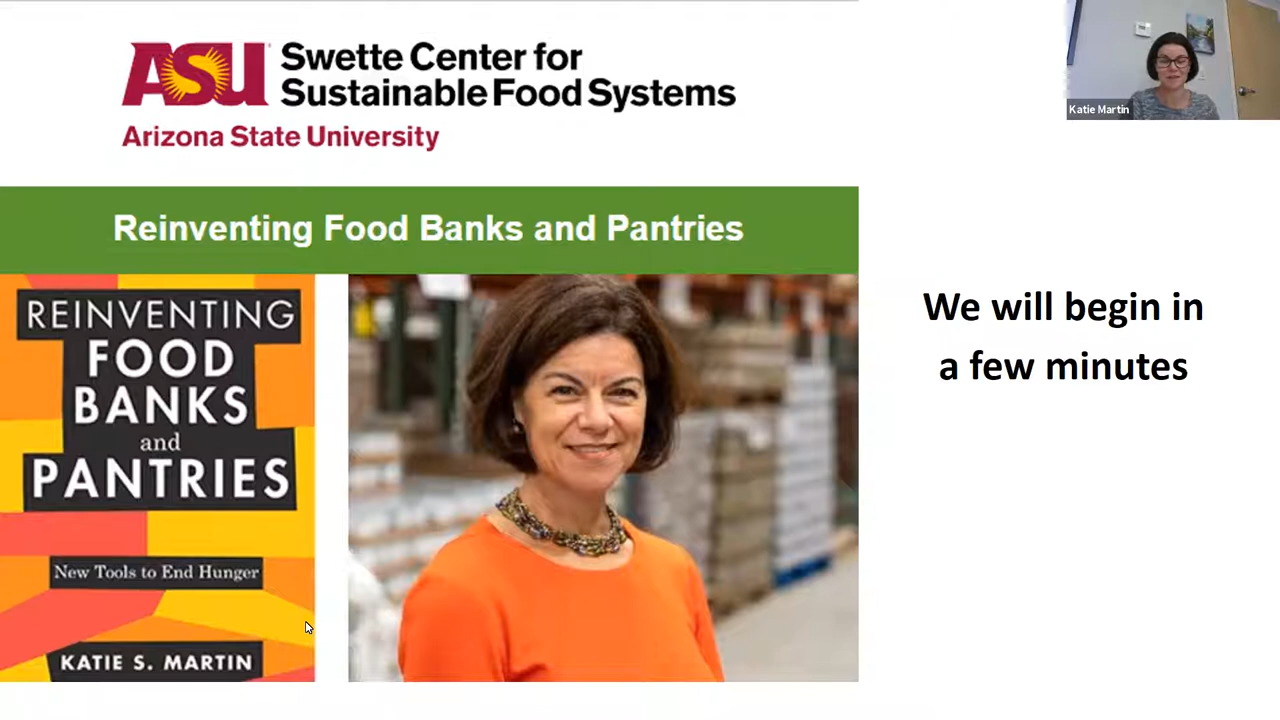 ASU
Swette Center for
Sustainable Food Systems
Arizona State University
Katie Martin
Reinventing Food Banks and Pantries
REINVENTING
FOOD
BANKS
and
PANTRIES
New Tools to End Hunger
KATIE S. MARTIN
We will begin in
a few minutes